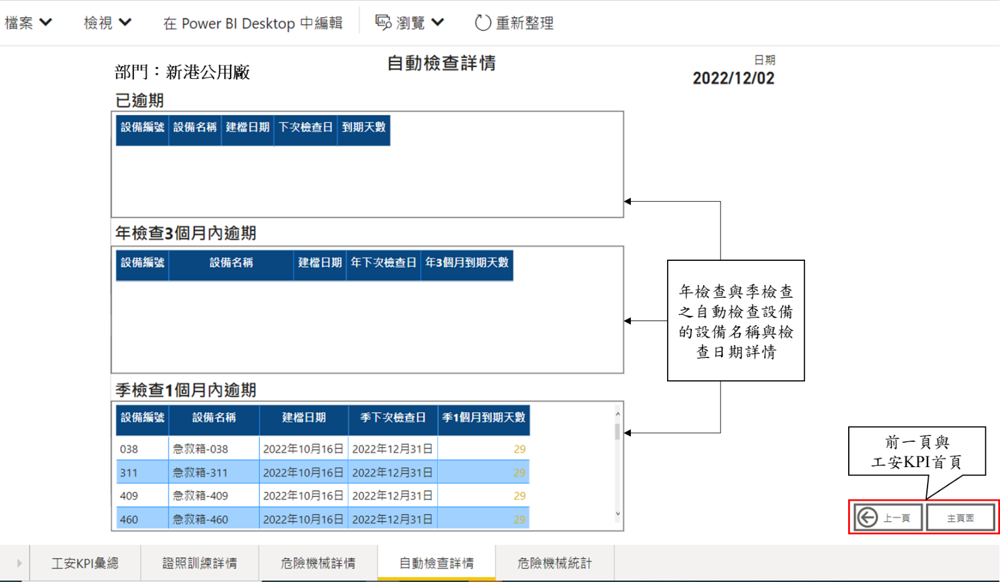 檔案 檢視 在 Power BI Desktop 中編輯 瀏覽 重新整理
部門：新港公用廠
自動檢查詳情
日期
2022/12/02
已逾期
設備編號 設備名稱 建檔日期 下次檢查日 到期天數
年檢查3個月內逾期
設備編號 設備名稱 建檔日期 年下次檢查日 年3個月到期天數
年檢查與季檢查
之自動檢查設備
的設備名稱與檢
查日期詳情
季檢查1個月內逾期
設備編號 設備名稱 建檔日期 季下次檢查日 季1個月到期天數
038 急救箱-038 2022年10月16日 2022年12月31日 29
311 急救箱-311 2022年10月16日 2022年12月31日 29
409 急救箱-409 2022年10月16日 2022年12月31日 29
460 急救箱-460 2022年10月16日 2022年12月31日 29
前一頁與
工安KPI首頁
上一頁 主頁面
工安KPI彙總 證照訓練詳情 危險機械詳情 自動檢查詳情 危險機械統計